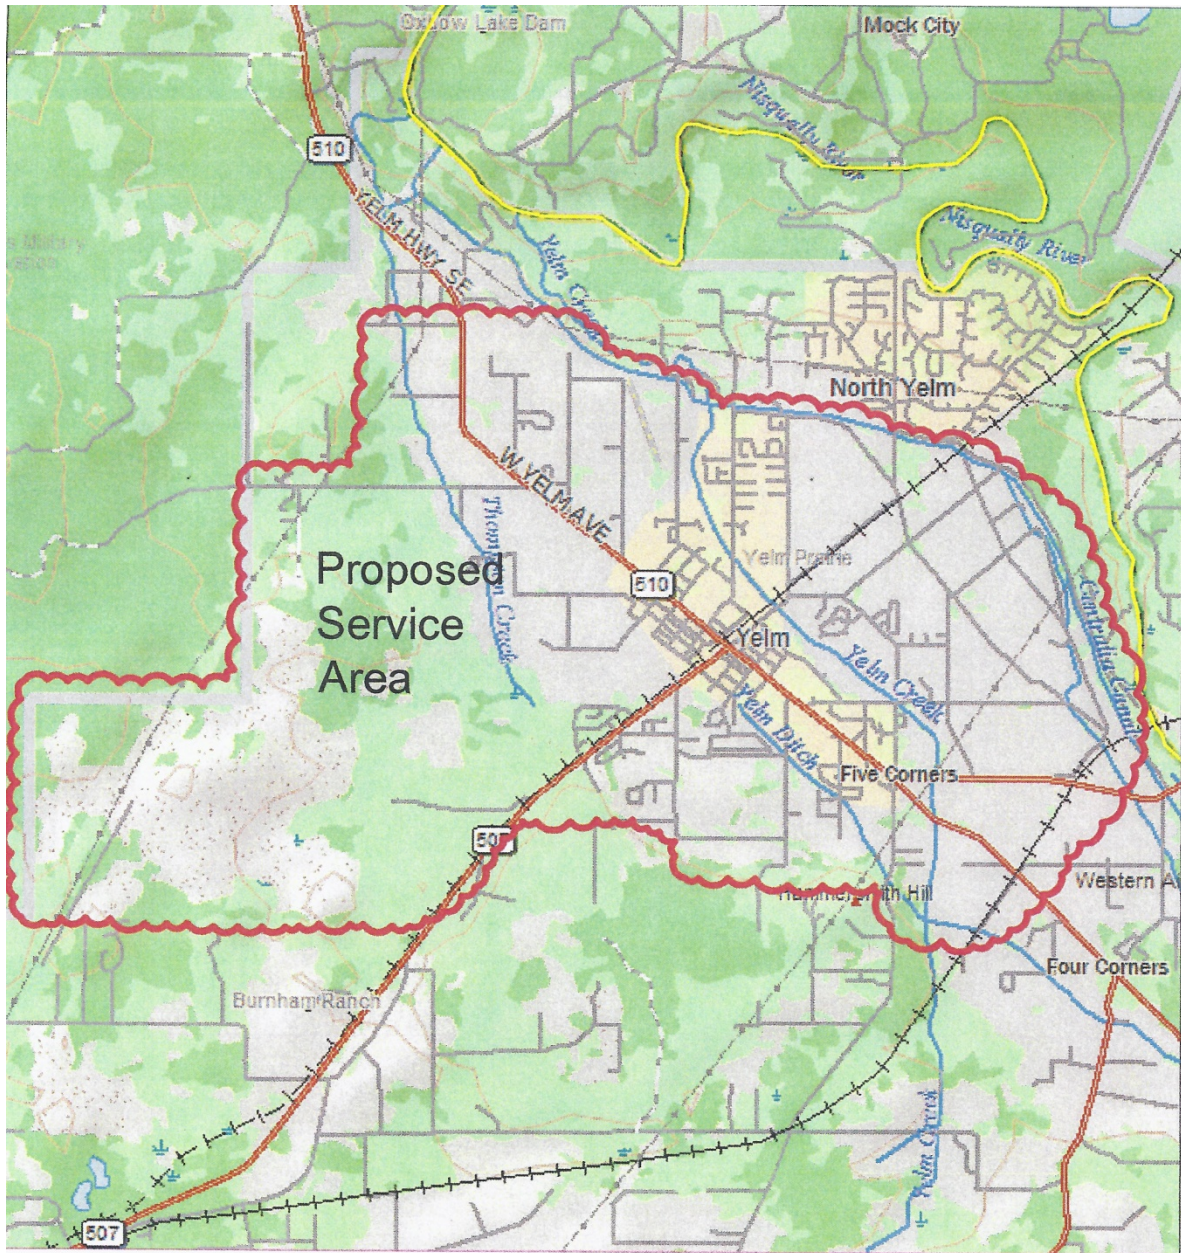 Oxbow Lake Dam
Mock City
Nisqually River
510
YELM HWY SE
Nisqually River
Yelm Creek
North Yelm
W YELM AVE
Thompson Creek
Proposed
Service
Area
510
Yelm Prairie
Centralia Canal
Yelm
Yelm Creek
Yelm Ditch
Five Corners
507
Western A
Hammersmith Hill
Four Corners
Burnham Ranch
Yelm Creek
507